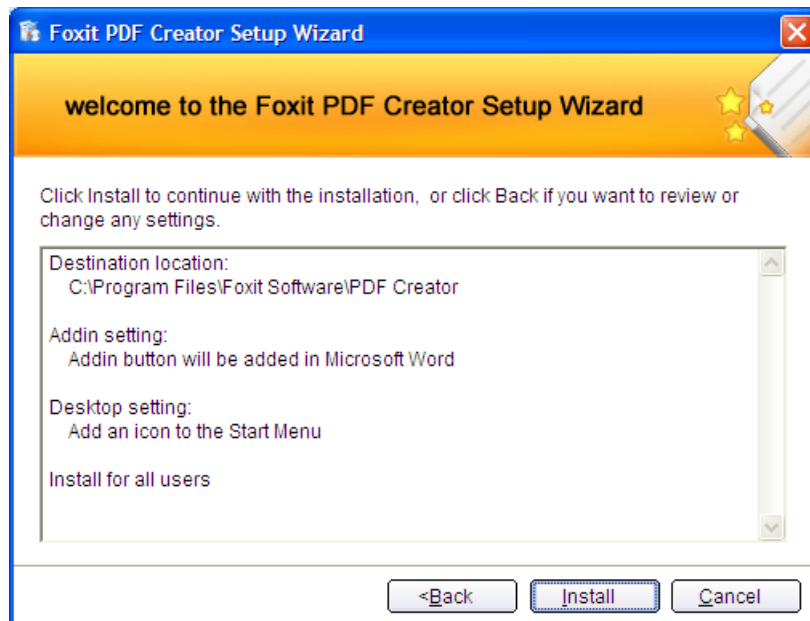 Foxit PDF Creator Setup Wizard
welcome to the Foxit PDF Creator Setup Wizard
Click Install to continue with the installation, or click Back if you want to review or
change any settings.
Destination location:
C:\Program Files\Foxit Software\PDF Creator
Addin setting:
Addin button will be added in Microsoft Word
Desktop setting:
Add an icon to the Start Menu
Install for all users
<Back Install Cancel